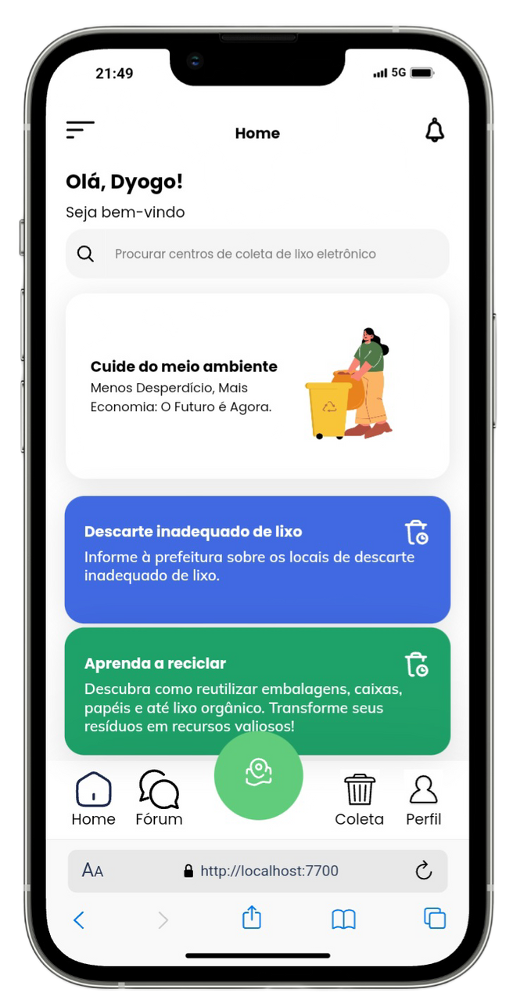 21:49
5G
Home
Olá, Dyogo!
Seja bem-vindo
Procurar centros de coleta de lixo eletrônico
Cuide do meio ambiente
Menos Desperdício, Mais
Economia: O Futuro é Agora.
Descarte inadequado de lixo
Informe à prefeitura sobre os locais de descarte
inadequado de lixo.
Aprenda a reciclar
Descubra como reutilizar embalagens, caixas,
papéis e até lixo orgânico. Transforme seus
resíduos em recursos valiosos!
Home Fórum Coleta Perfil
AA http://localhost:7700